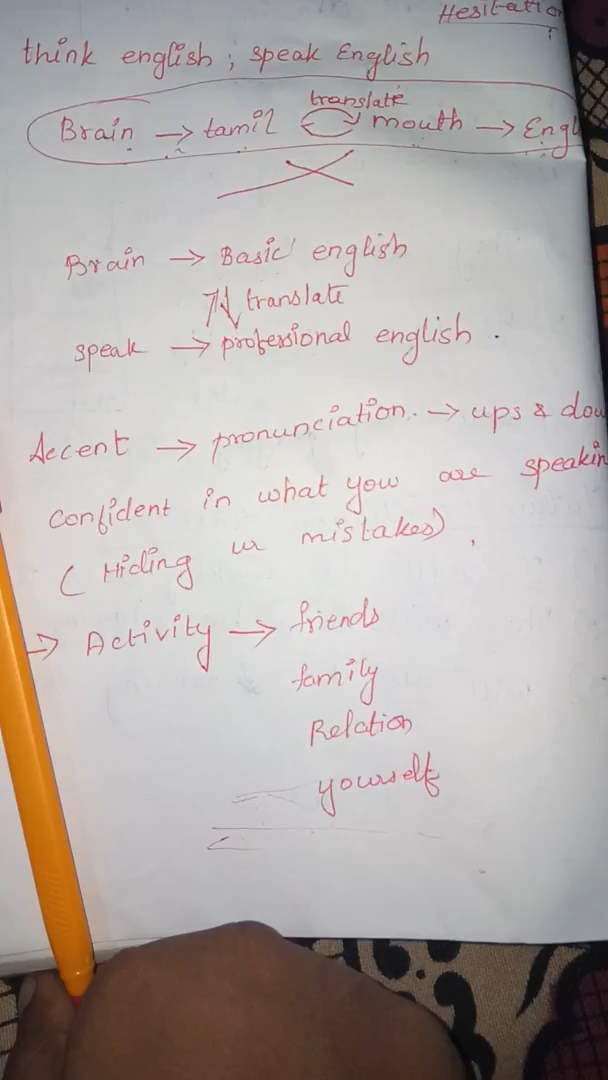 Hesitation
think english ; speak English
translate
Brain → tamil mouth → Engl
Brain → Basic english
translate
speak → professional english .
Accent → pronunciation. → ups & dow
confident in what you are speakin
( Hiding ur mistakes) .
→ Activity → friends
family
Relation
yourself